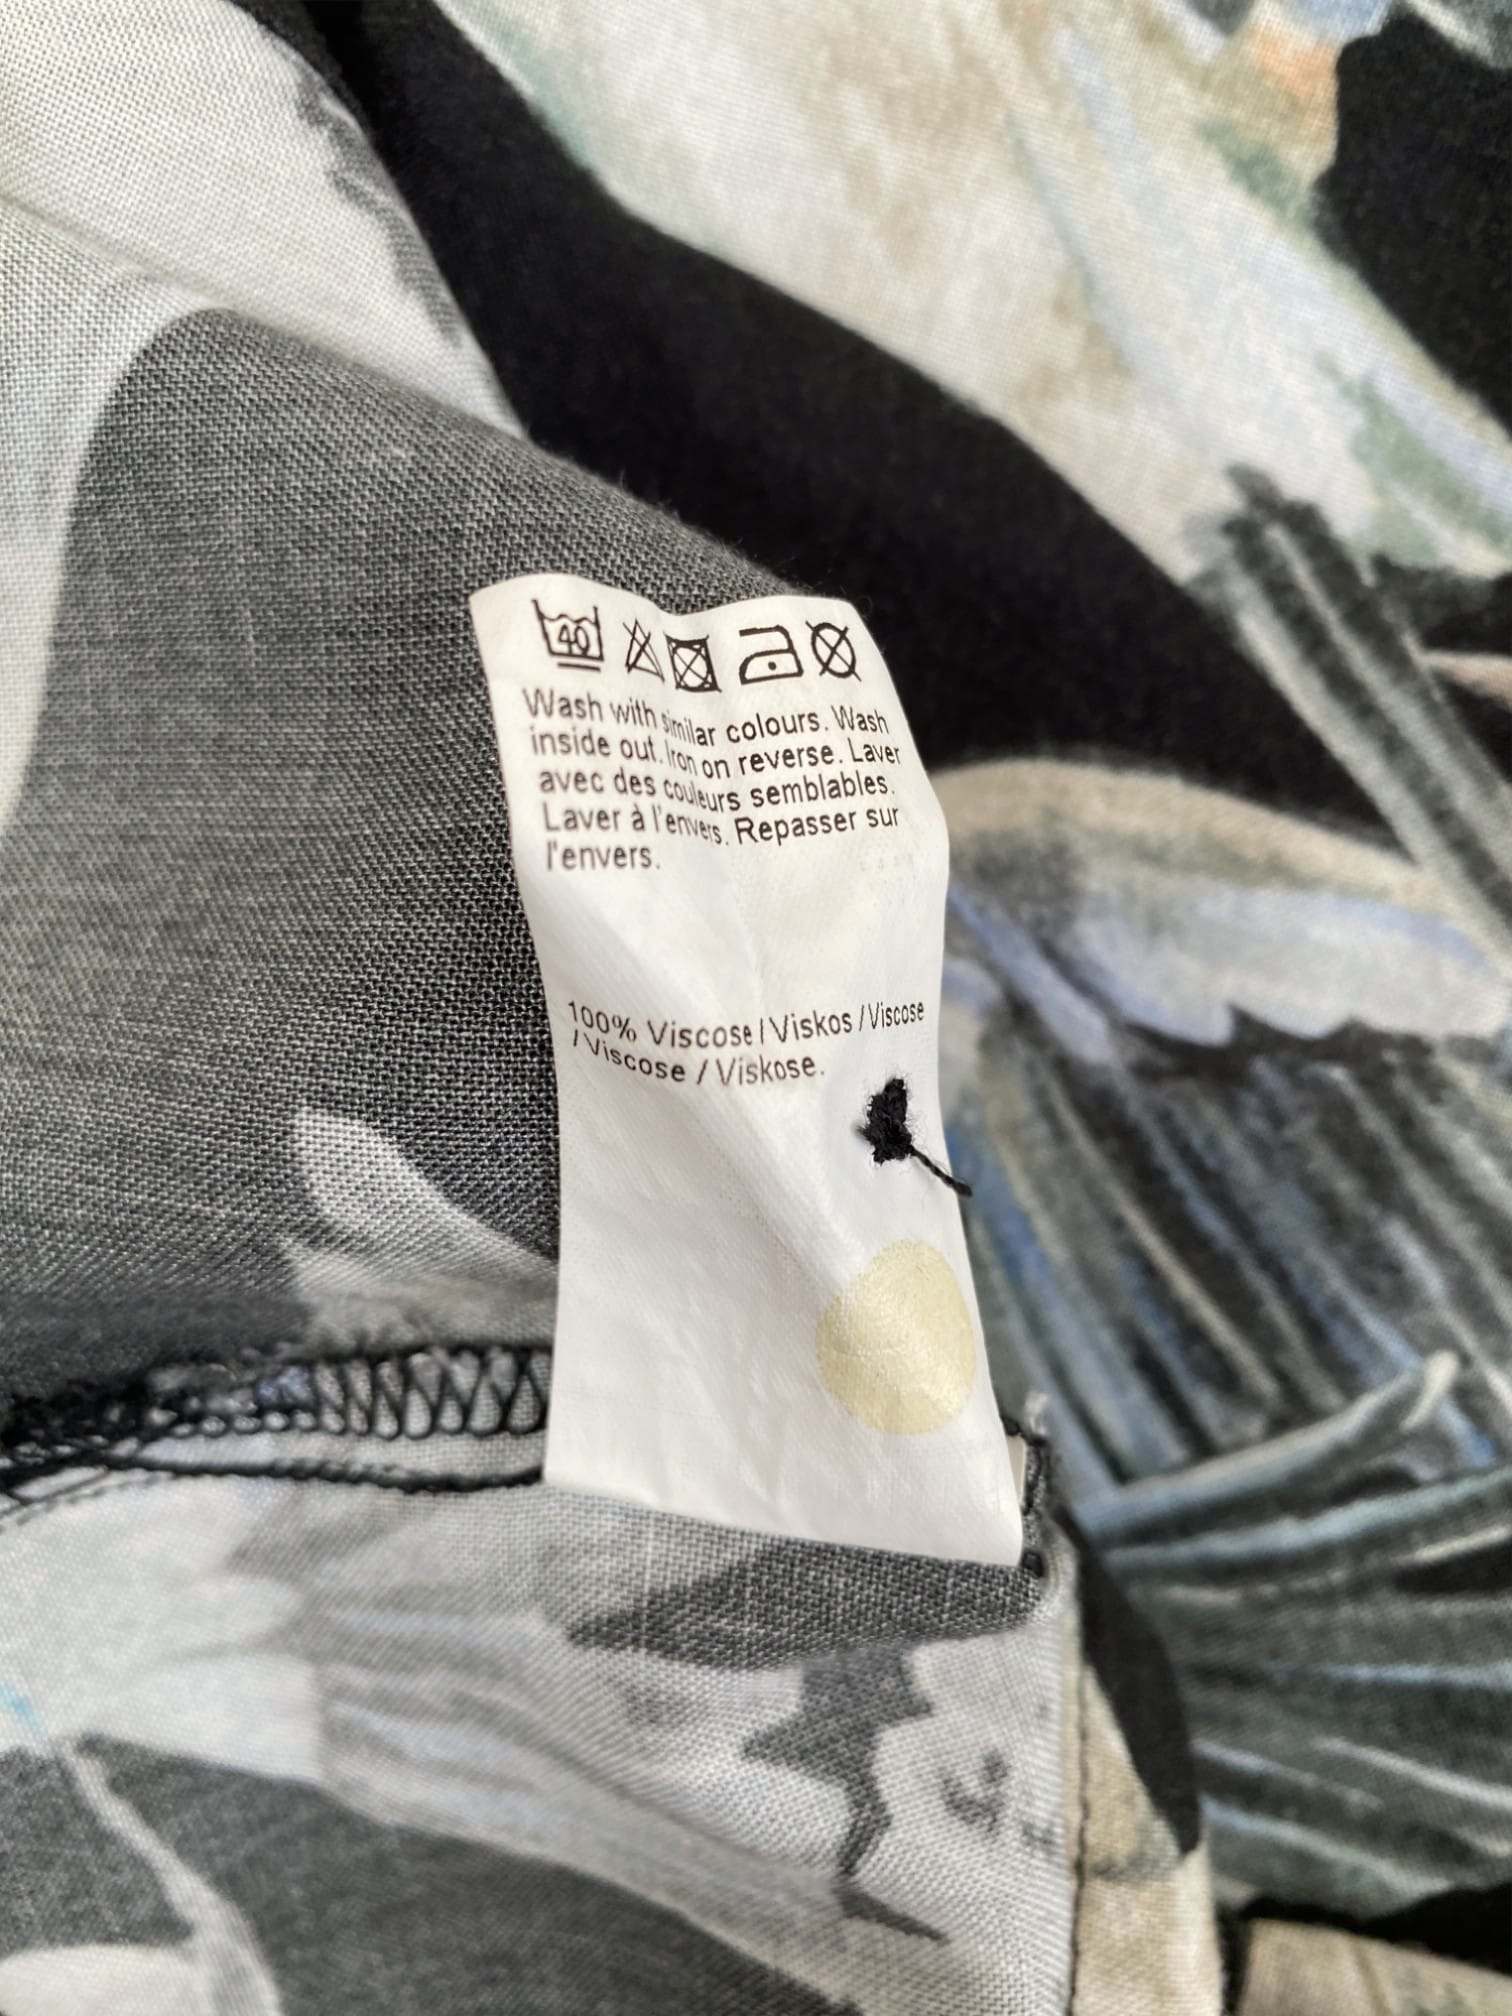 40
Wash with similar colours. Wash
inside out. Iron on reverse. Laver
avec des couleurs semblables.
Laver à l'envers. Repasser sur
l'envers.
100% Viscose / Viskos / Viscose
/ Viscose / Viskose.